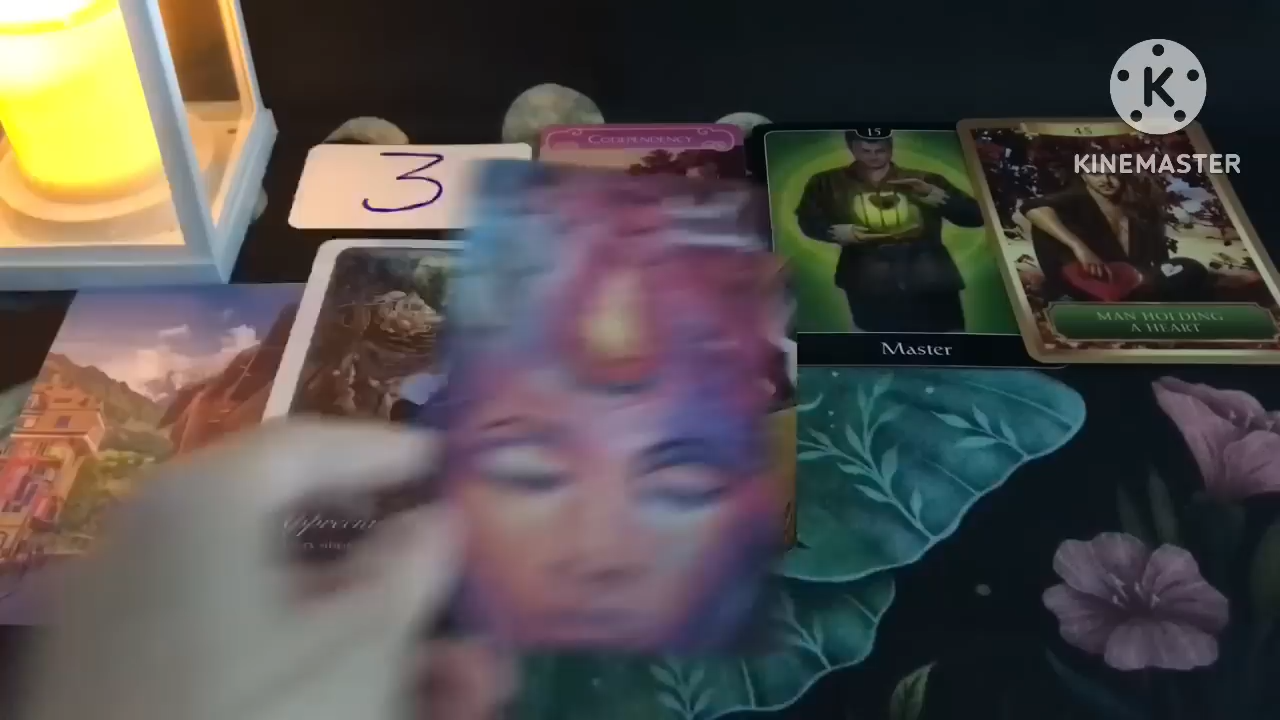 KINEMASTER
3
CODEPENDENCY
15
Master
45
MAN HOLDING
A HEART